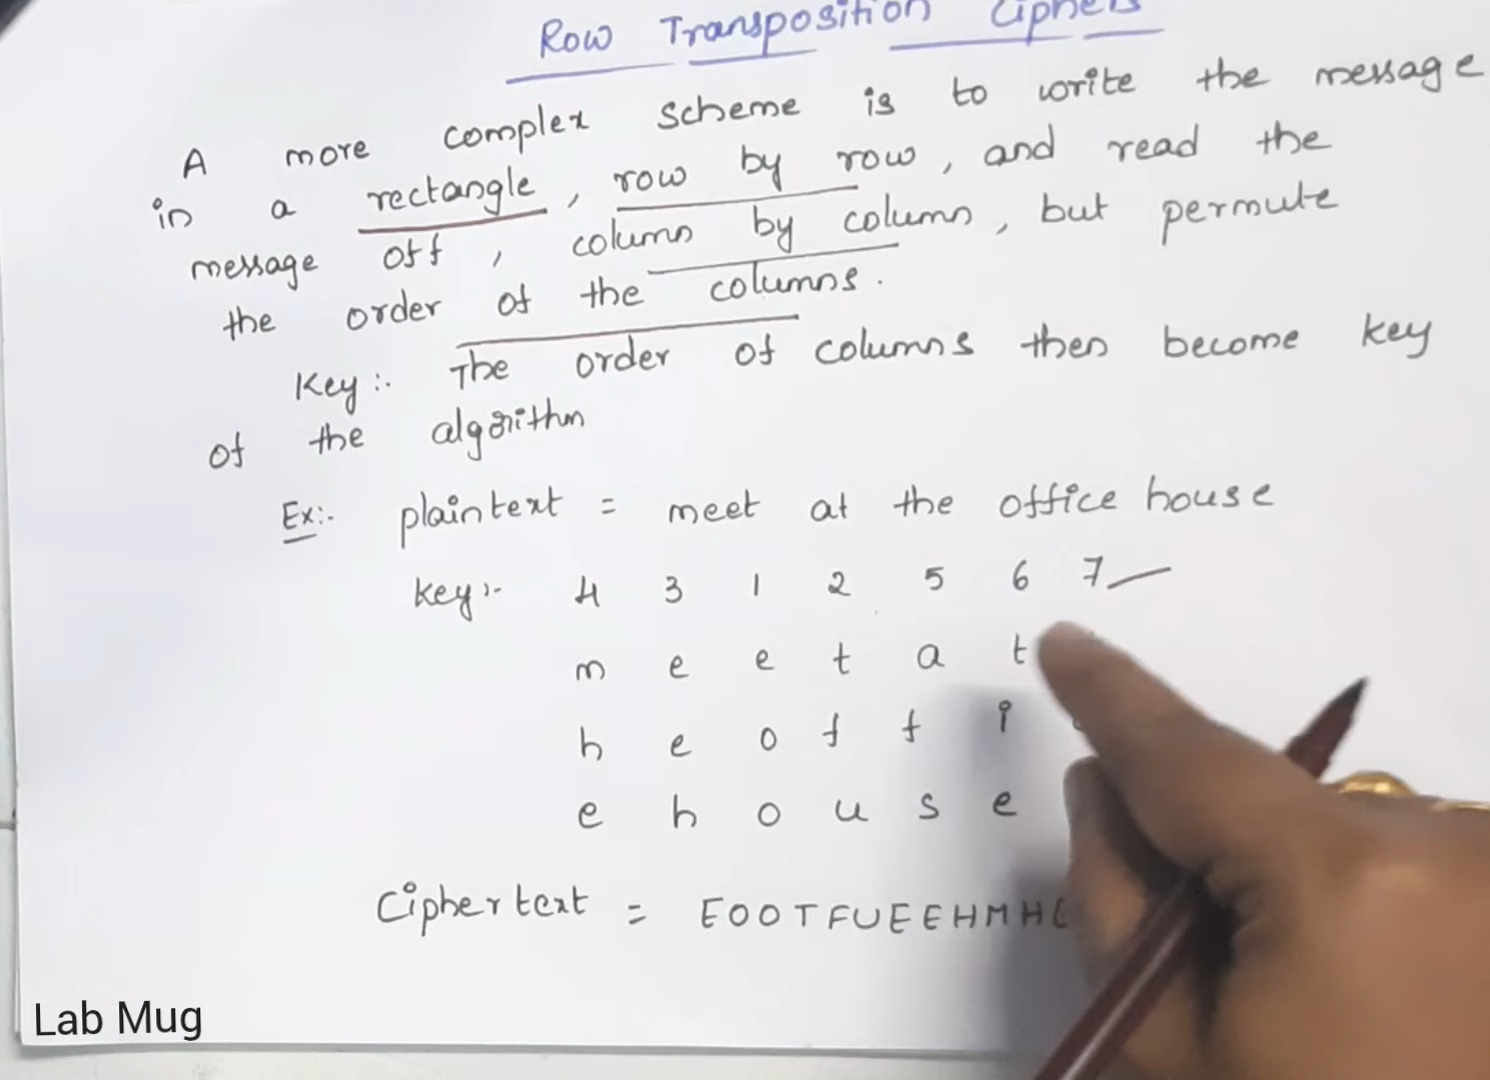 Row Transposition Ciphers
A more complex scheme is to write the message
in a rectangle, row by row, and read the
message off, column by column, but permute
the order of the columns.
Key:- The order of columns then become key
of the algorithm
Ex:- plaintext = meet at the office house
key:- 4 3 1 2 5 6 7
m e e t a t
h e o f f i
e h o u s e
Ciphertext = EOOTFUEEHMHE
Lab Mug